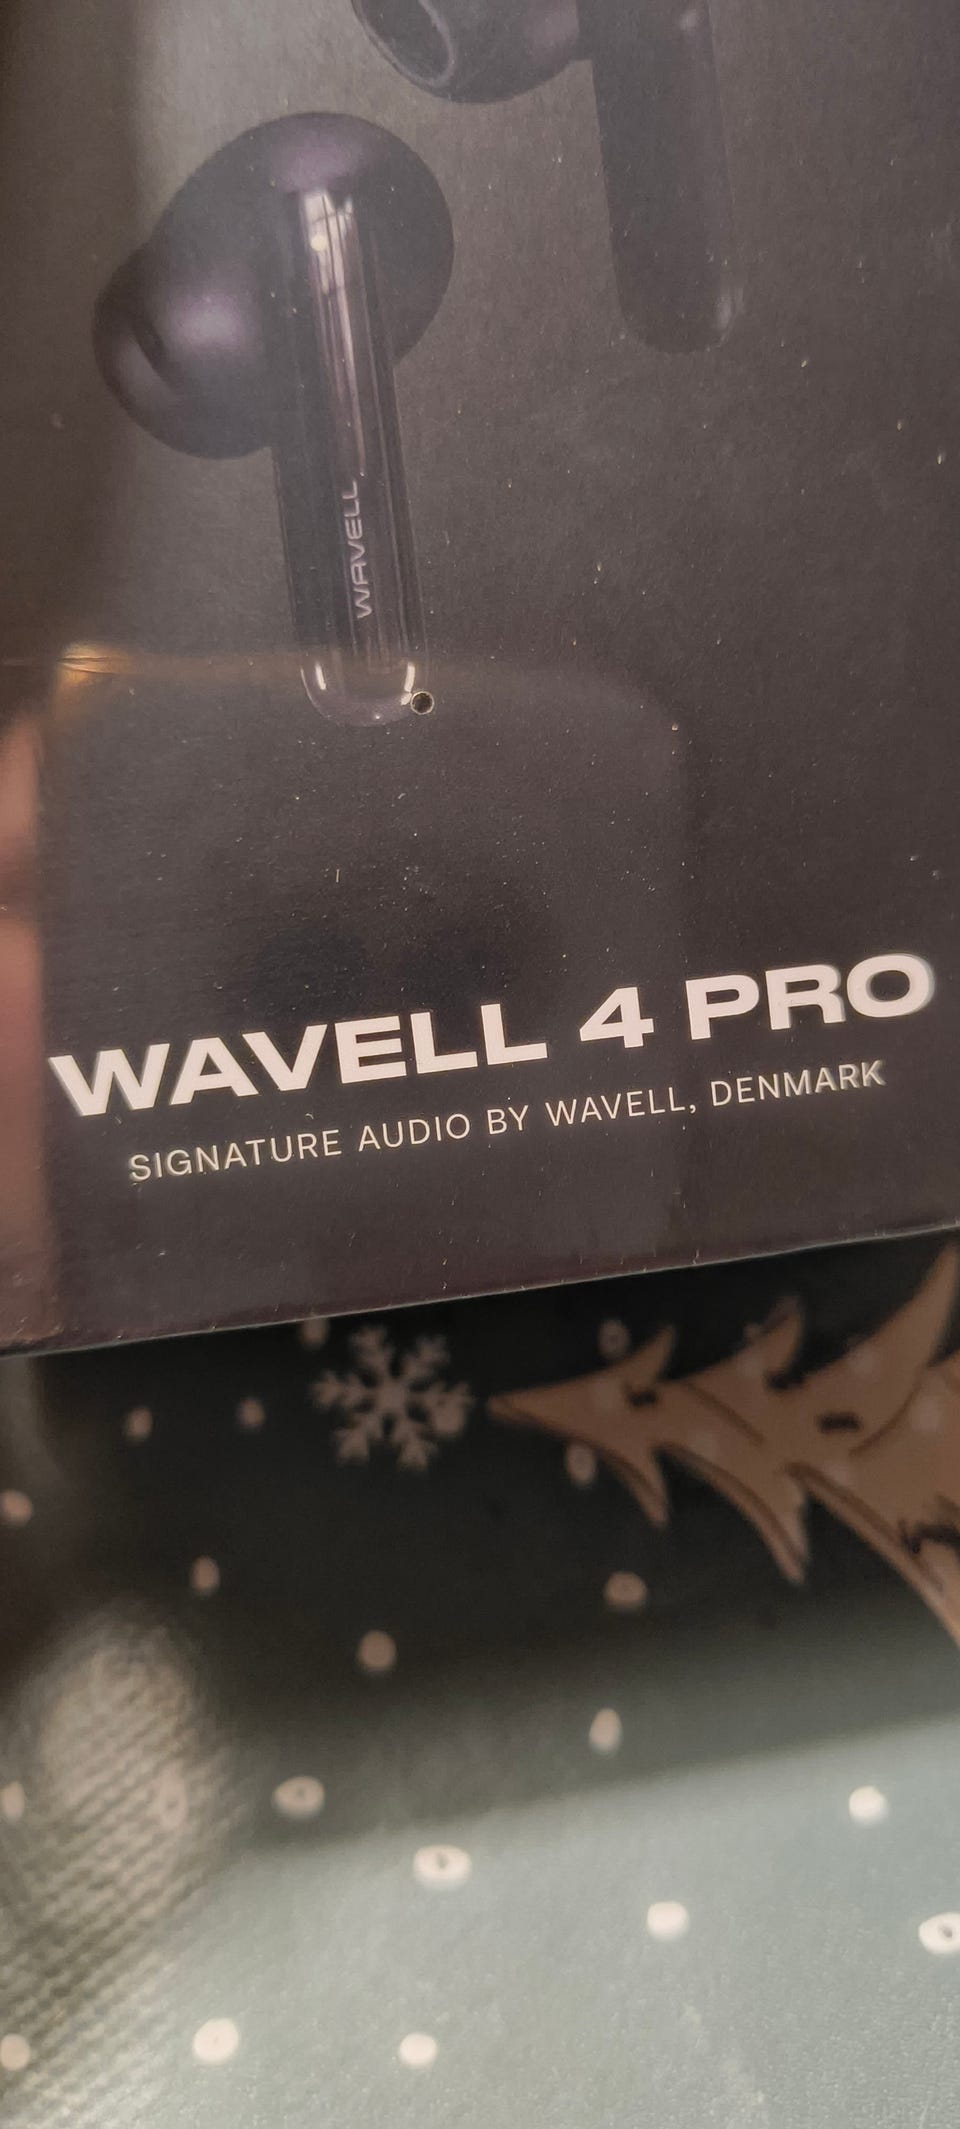 WAVELL
WAVELL 4 PRO
SIGNATURE AUDIO BY WAVELL, DENMARK